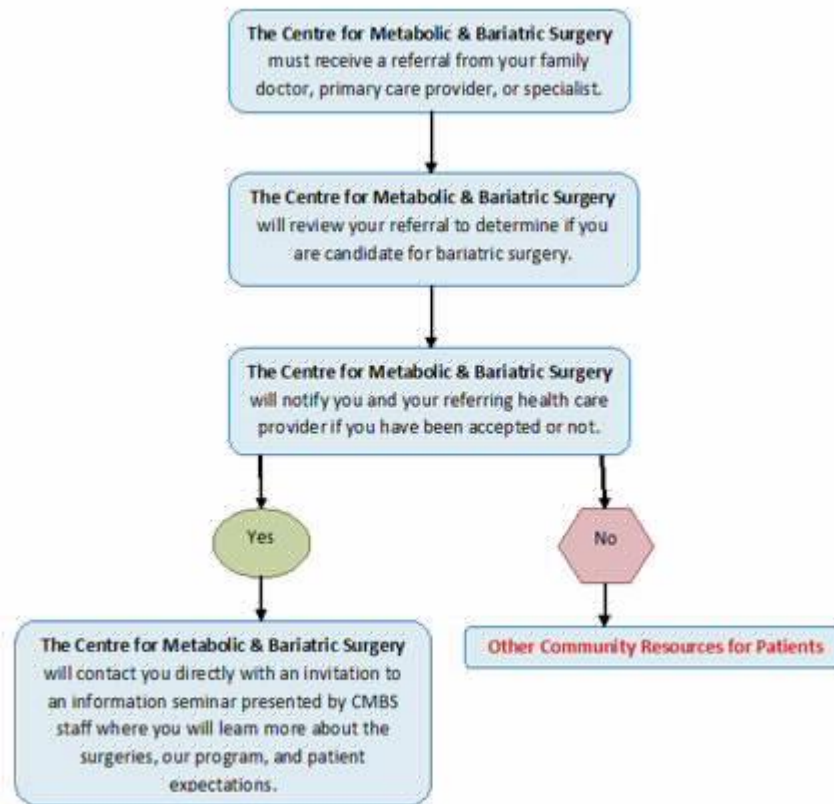 The Centre for Metabolic & Bariatric Surgery
must receive a referral from your family
doctor, primary care provider, or specialist.
The Centre for Metabolic & Bariatric Surgery
will review your referral to determine if you
are candidate for bariatric surgery.
The Centre for Metabolic & Bariatric Surgery
will notify you and your referring health care
provider if you have been accepted or not.
Yes
No
The Centre for Metabolic & Bariatric Surgery
will contact you directly with an invitation to
an information seminar presented by CMBS
staff where you will learn more about the
surgeries, our program, and patient
expectations.
Other Community Resources for Patients